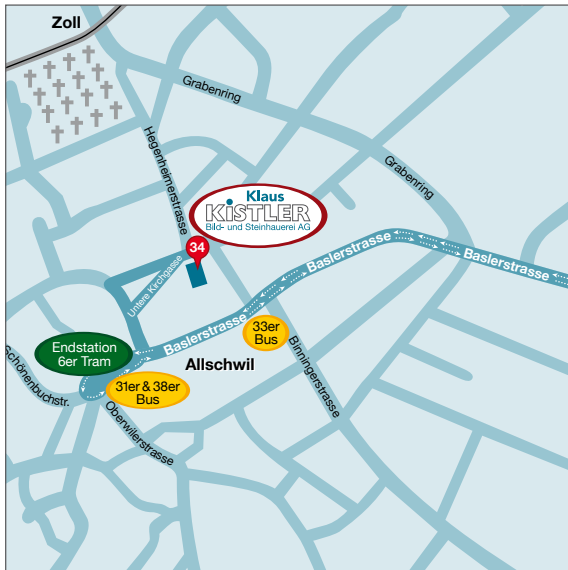 Zoll
Grabenring
Hegenheimerstrasse
Grabenring
Klaus
KISTLER
Bild- und Steinhauerei AG
34
Untere Kirchgasse
Baslerstrasse
Baslerstrasse
Baslerstrasse
33er
Bus
Endstation
6er Tram
Allschwil
Binningerstrasse
Schönenbuchstr.
31er & 38er
Bus
Oberwilerstrasse